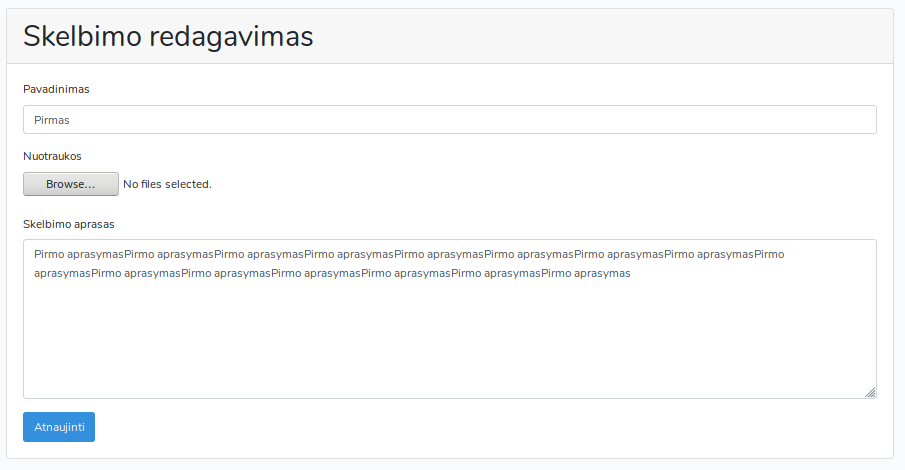 Skelbimo redagavimas
Pavadinimas
Pirmas
Nuotraukos
Browse... No files selected.
Skelbimo aprasas
Pirmo aprasymasPirmo aprasymasPirmo aprasymasPirmo aprasymasPirmo aprasymasPirmo aprasymasPirmo aprasymasPirmo aprasymasPirmo
aprasymasPirmo aprasymasPirmo aprasymasPirmo aprasymasPirmo aprasymasPirmo aprasymasPirmo aprasymas
Atnaujinti